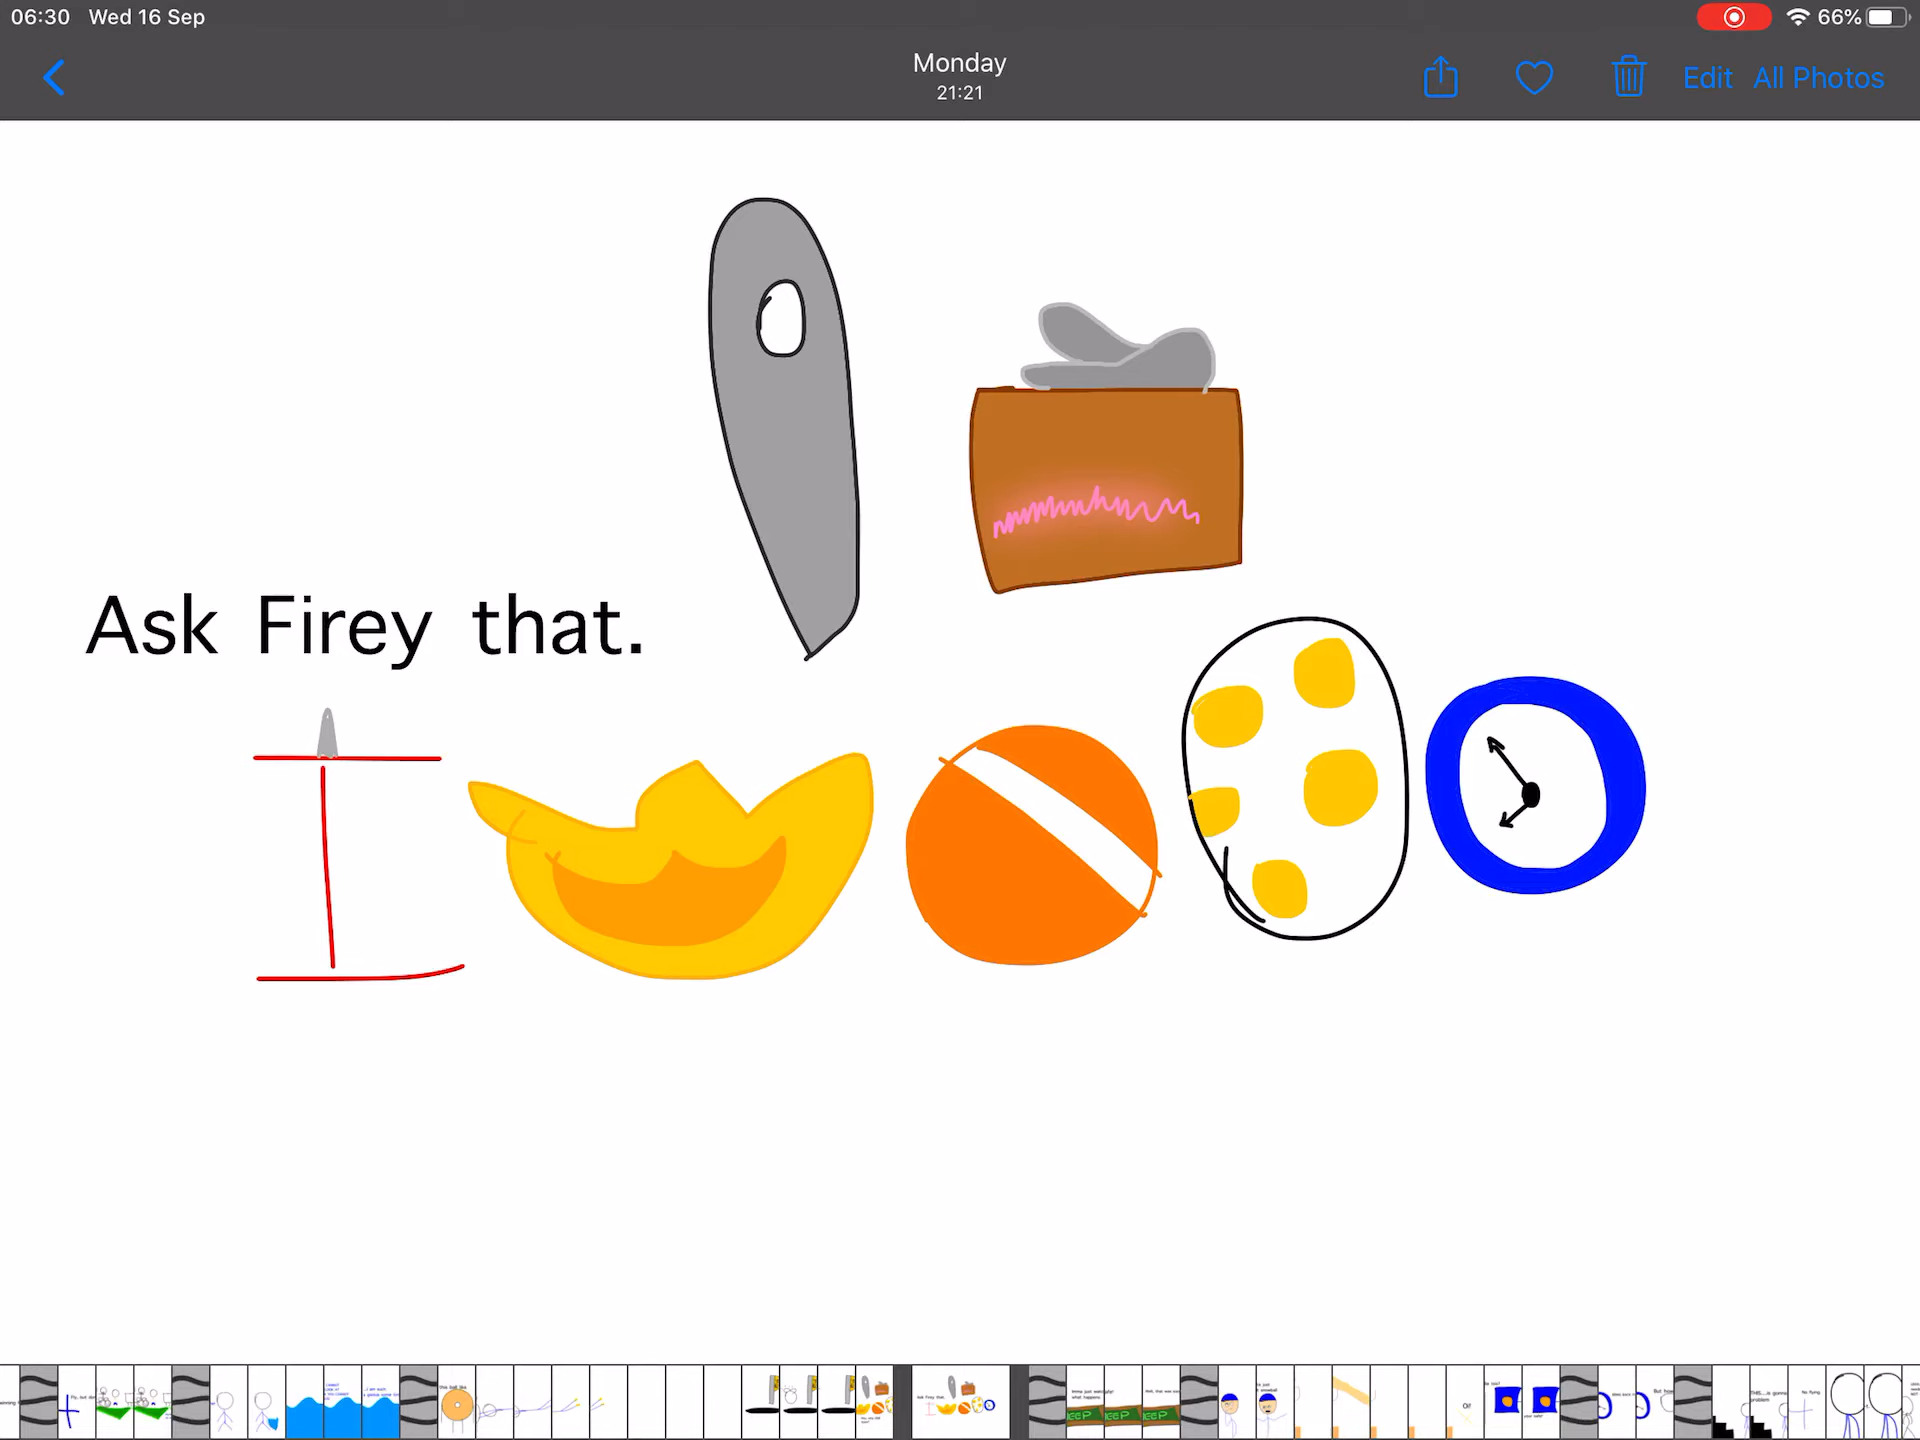 06:30 Wed 16 Sep
66%
Monday
21:21
Edit All Photos
Ask Firey that.